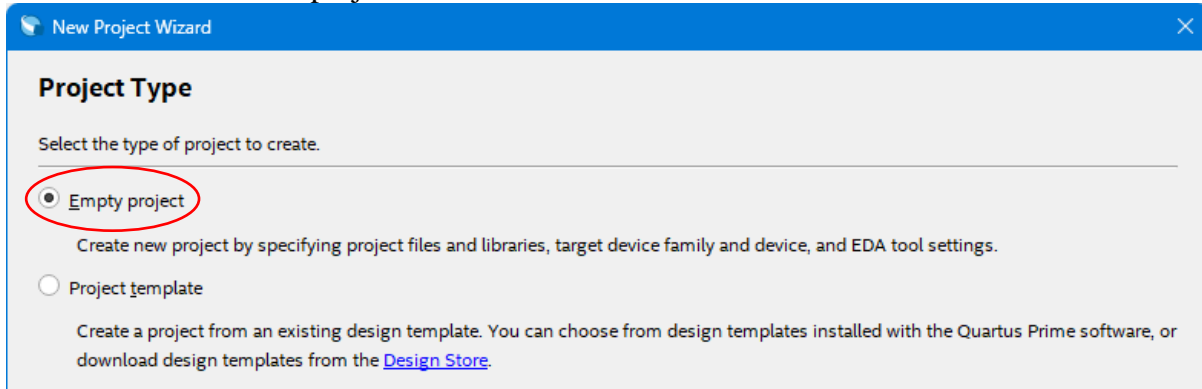 New Project Wizard
Project Type
Select the type of project to create.
Empty project
Create new project by specifying project files and libraries, target device family and device, and EDA tool settings.
Project template
Create a project from an existing design template. You can choose from design templates installed with the Quartus Prime software, or
download design templates from the Design Store.